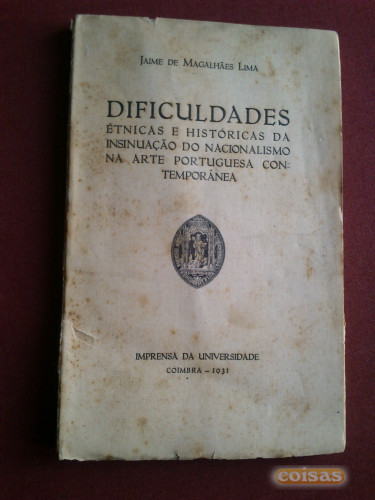 JAIME DE MAGALHÃES LIMA
DIFICULDADES
ÉTNICAS E HISTÓRICAS DA
INSINUAÇÃO DO NACIONALISMO
NA ARTE PORTUGUESA CON-
TEMPORÂNEA
IMPRENSA DA UNIVERSIDADE
COIMBRA — 1931
coisas